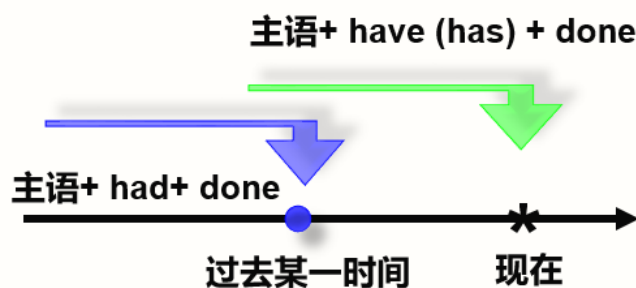 主语+ have (has) + done
主语+ had+ done
过去某一时间
现在